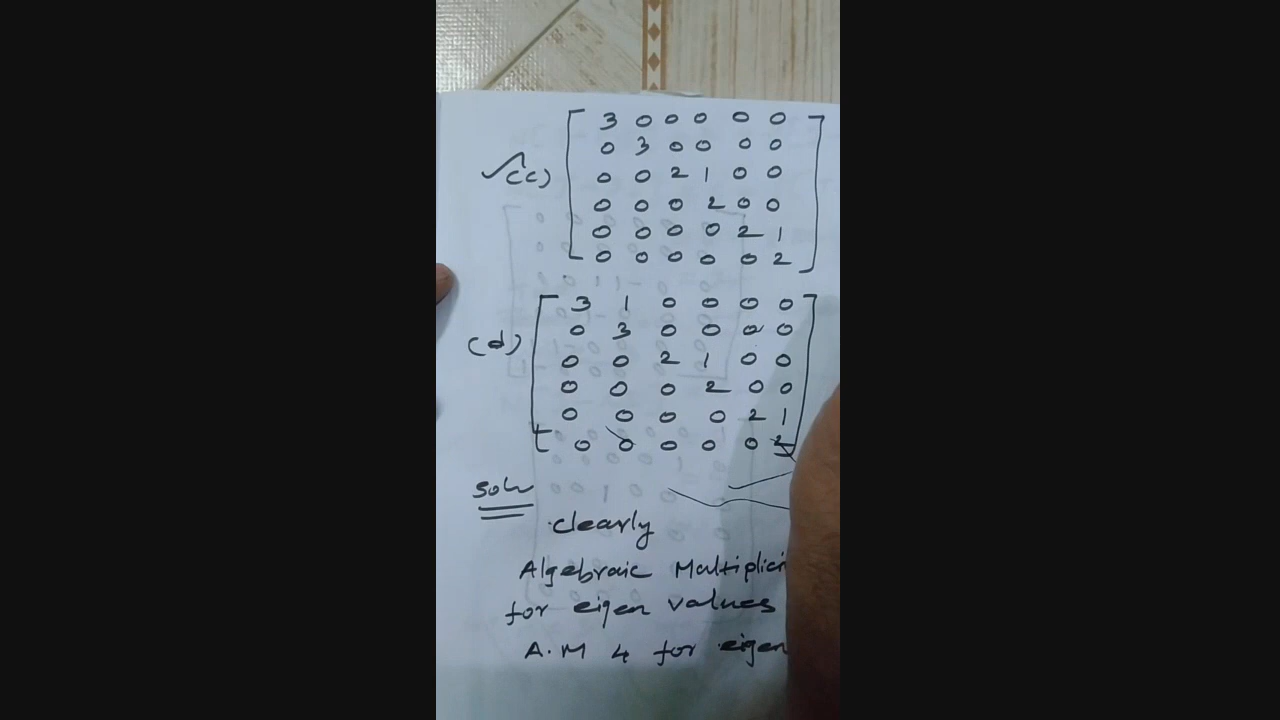 (c)
3 0 0 0 0 0
0 3 0 0 0 0
0 0 2 1 0 0
0 0 0 2 0 0
0 0 0 0 2 1
0 0 0 0 0 2
(d)
3 1 0 0 0 0
0 3 0 0 0 0
0 0 2 1 0 0
0 0 0 2 0 0
0 0 0 0 2 1
0 0 0 0 0 2
Soln
clearly
Algebraic Multiplici
for eigen values
A.M 4 for eigen